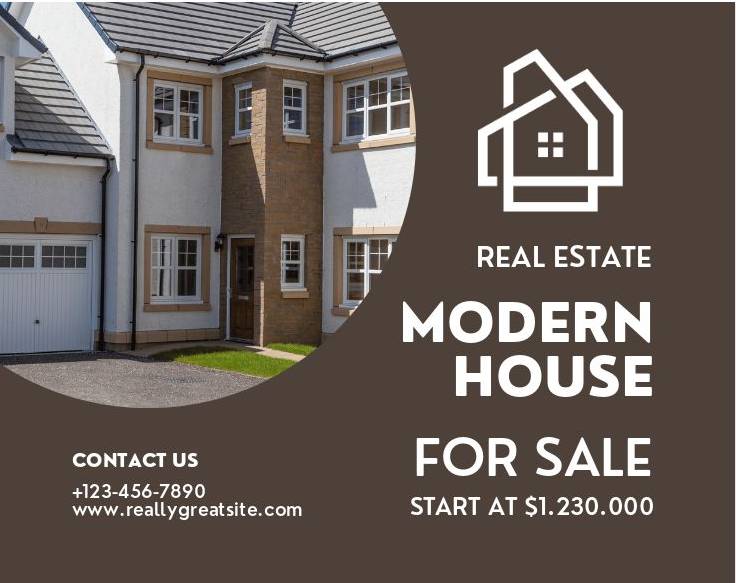 REAL ESTATE
MODERN
HOUSE
FOR SALE
START AT $1.230.000
CONTACT US
+123-456-7890
www.reallygreatsite.com